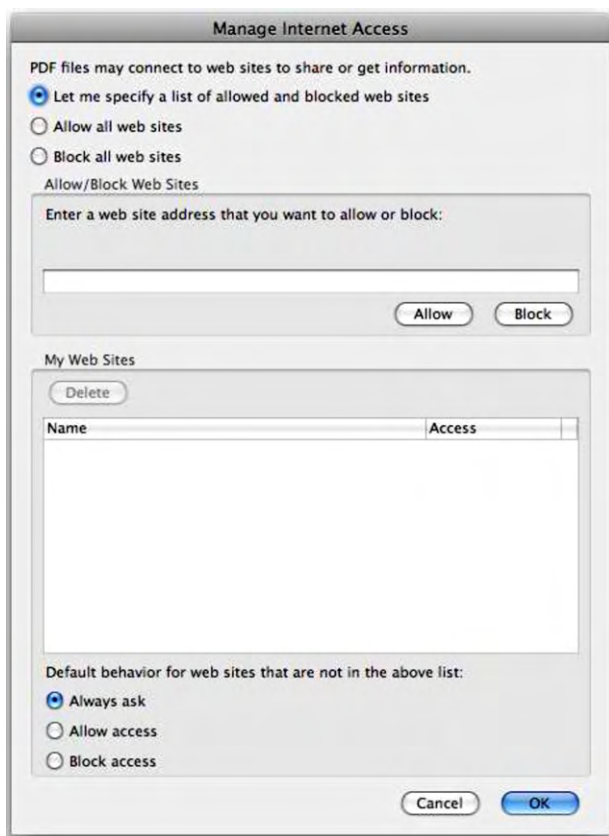 Manage Internet Access
PDF files may connect to web sites to share or get information.
Let me specify a list of allowed and blocked web sites
Allow all web sites
Block all web sites
Allow/Block Web Sites
Enter a web site address that you want to allow or block:
Allow Block
My Web Sites
Delete
Name Access
Default behavior for web sites that are not in the above list:
Always ask
Allow access
Block access
Cancel OK